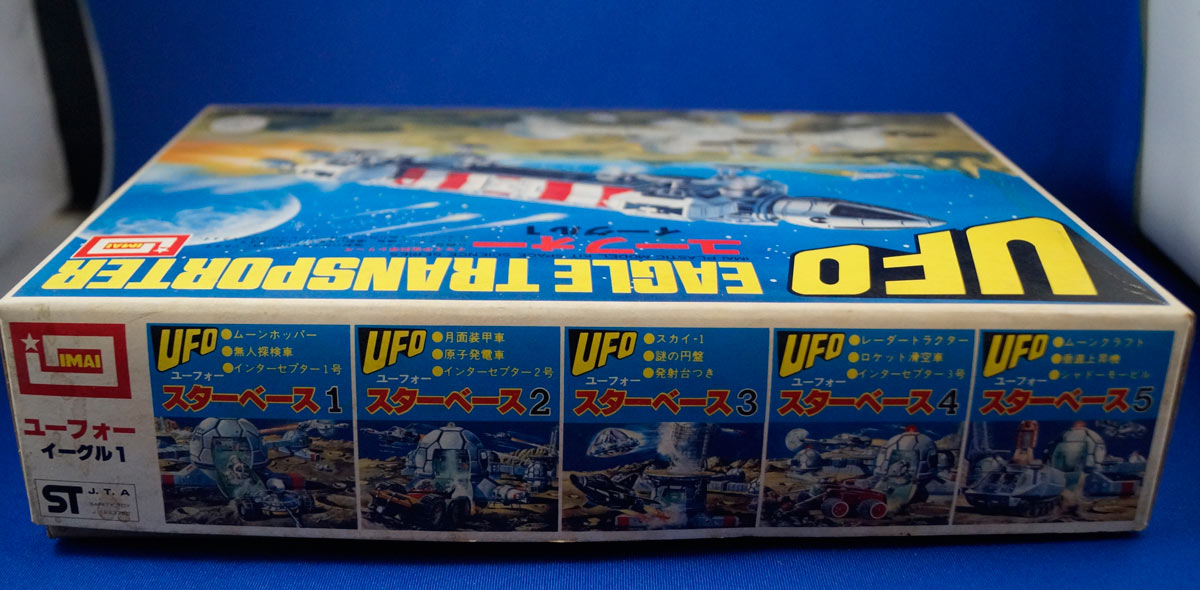 UFO
EAGLE TRANSPORTER
IMAI
ユーフォー
イーグル1
IMAI
ユーフォー
イーグル1
ST
J.T.A
UFO
ユーフォー
●ムーンホッパー
●無人探検車
●インターセプター1号
スターベース1
UFO
ユーフォー
●月面装甲車
●原子発電車
●インターセプター2号
スターベース2
UFO
ユーフォー
●スカイ-1
●謎の円盤
●発射台つき
スターベース3
UFO
ユーフォー
●レーダートラクター
●ロケット滑空車
●インターセプター3号
スターベース4
UFO
ユーフォー
●ムーンクラフト
●垂直上昇機
●シャドーモービル
スターベース5